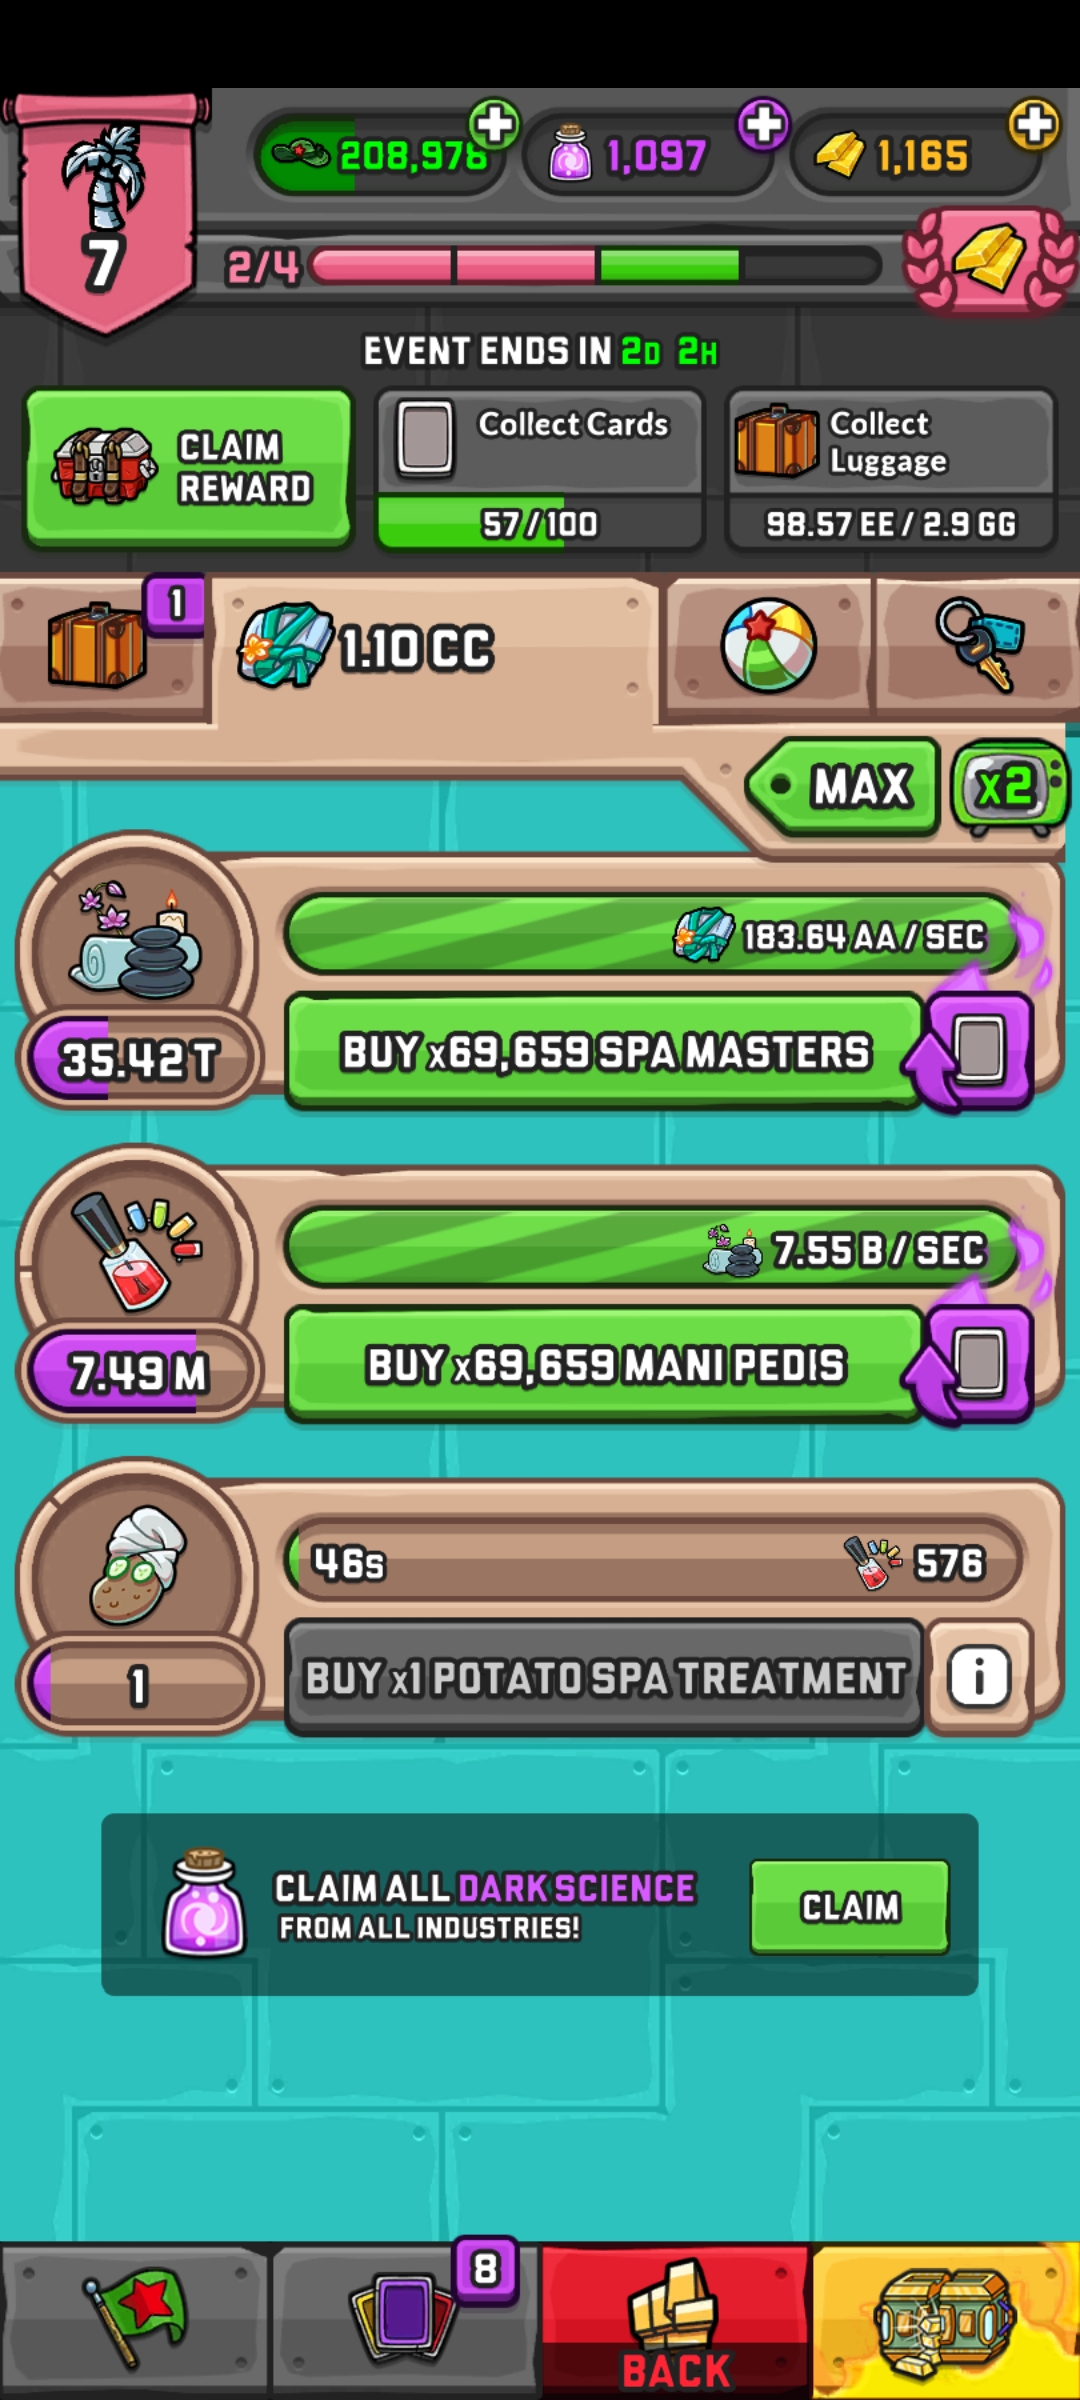 208,978
1,097
1,165
7
2/4
EVENT ENDS IN 2D 2H
CLAIM
REWARD
Collect Cards
57/100
Collect
Luggage
98.57 EE / 2.9 GG
1
1.10 CC
MAX
x2
183.64 AA / SEC
35.42 T
BUY x69,659 SPA MASTERS
7.55 B / SEC
7.49 M
BUY x69,659 MANI PEDIS
46s
576
1
BUY x1 POTATO SPA TREATMENT
i
CLAIM ALL DARK SCIENCE
FROM ALL INDUSTRIES!
CLAIM
8
BACK